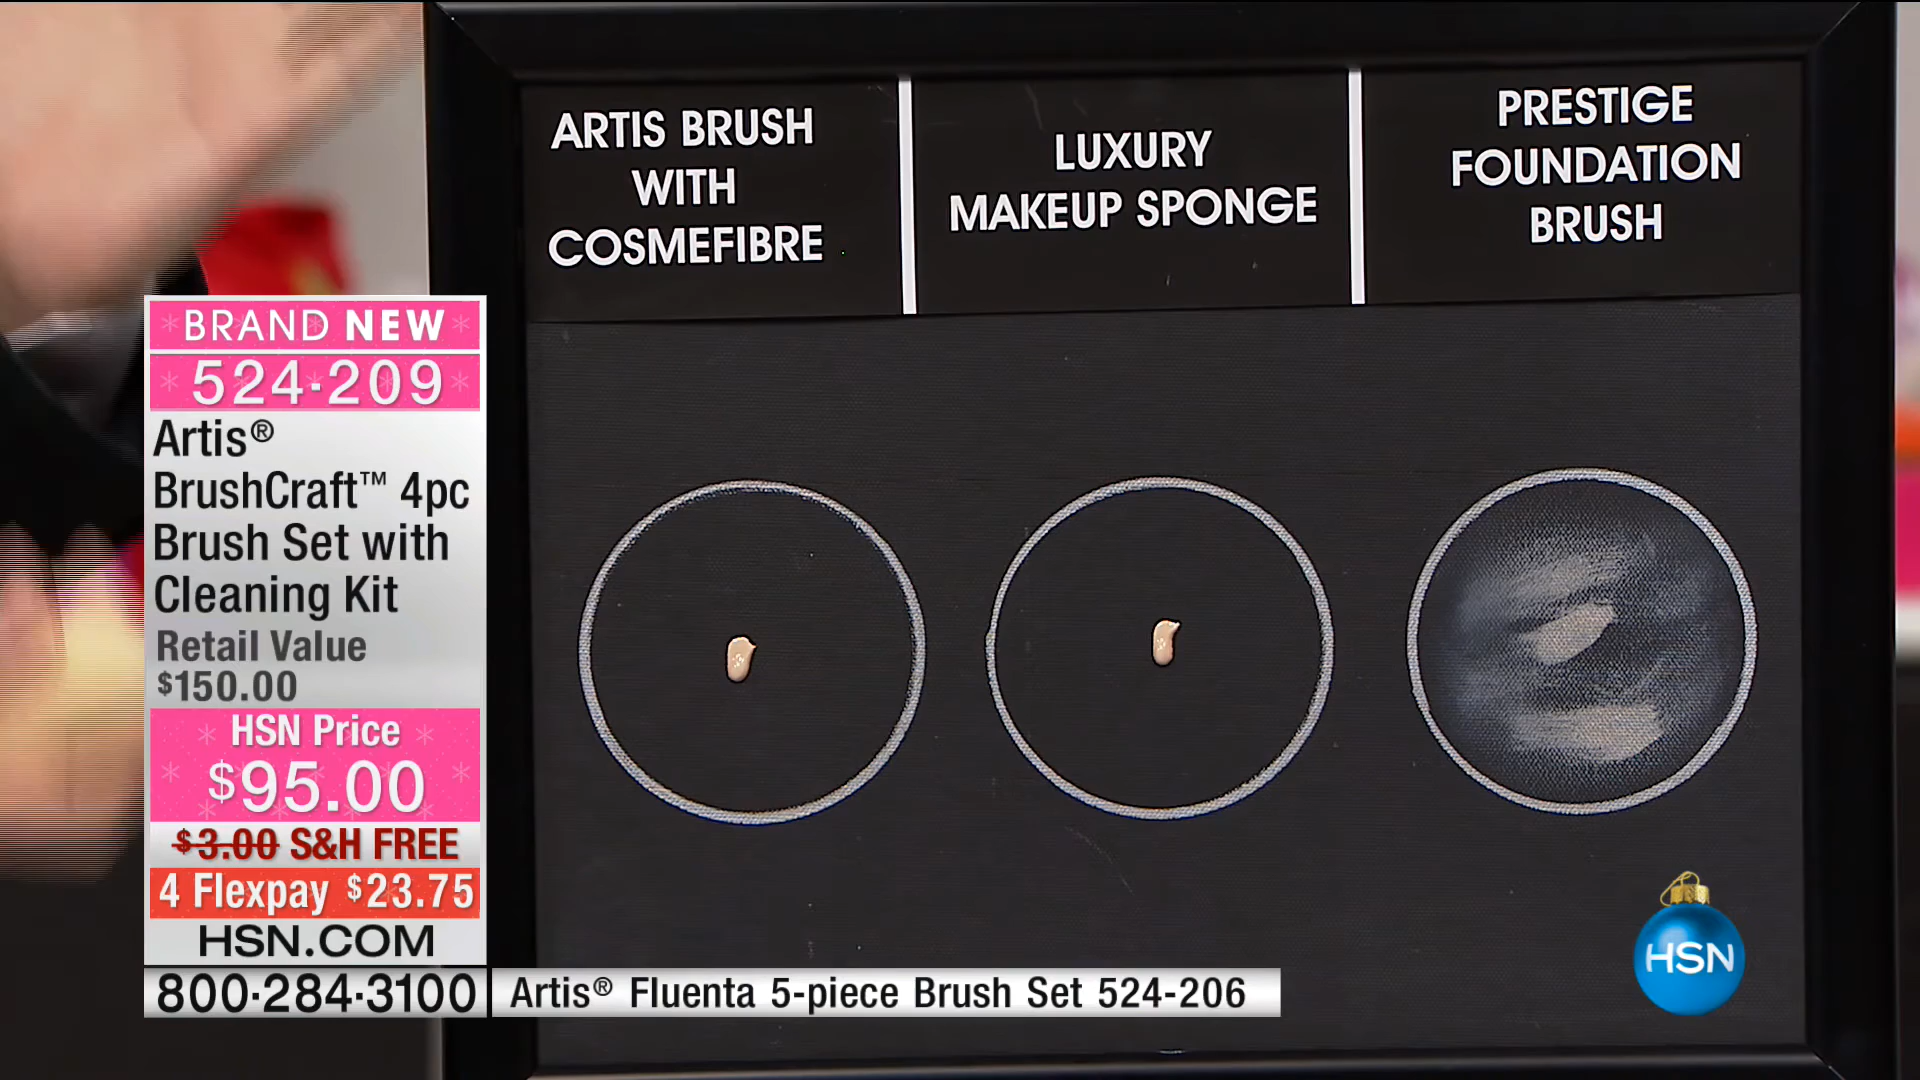 ARTIS BRUSH
WITH
COSMEFIBRE
LUXURY
MAKEUP SPONGE
PRESTIGE
FOUNDATION
BRUSH
BRAND NEW
524·209
Artis®
BrushCraft™ 4pc
Brush Set with
Cleaning Kit
Retail Value
$150.00
HSN Price
$95.00
$3.00 S&H FREE
4 Flexpay $23.75
HSN.COM
800·284·3100
Artis® Fluenta 5-piece Brush Set 524-206
HSN